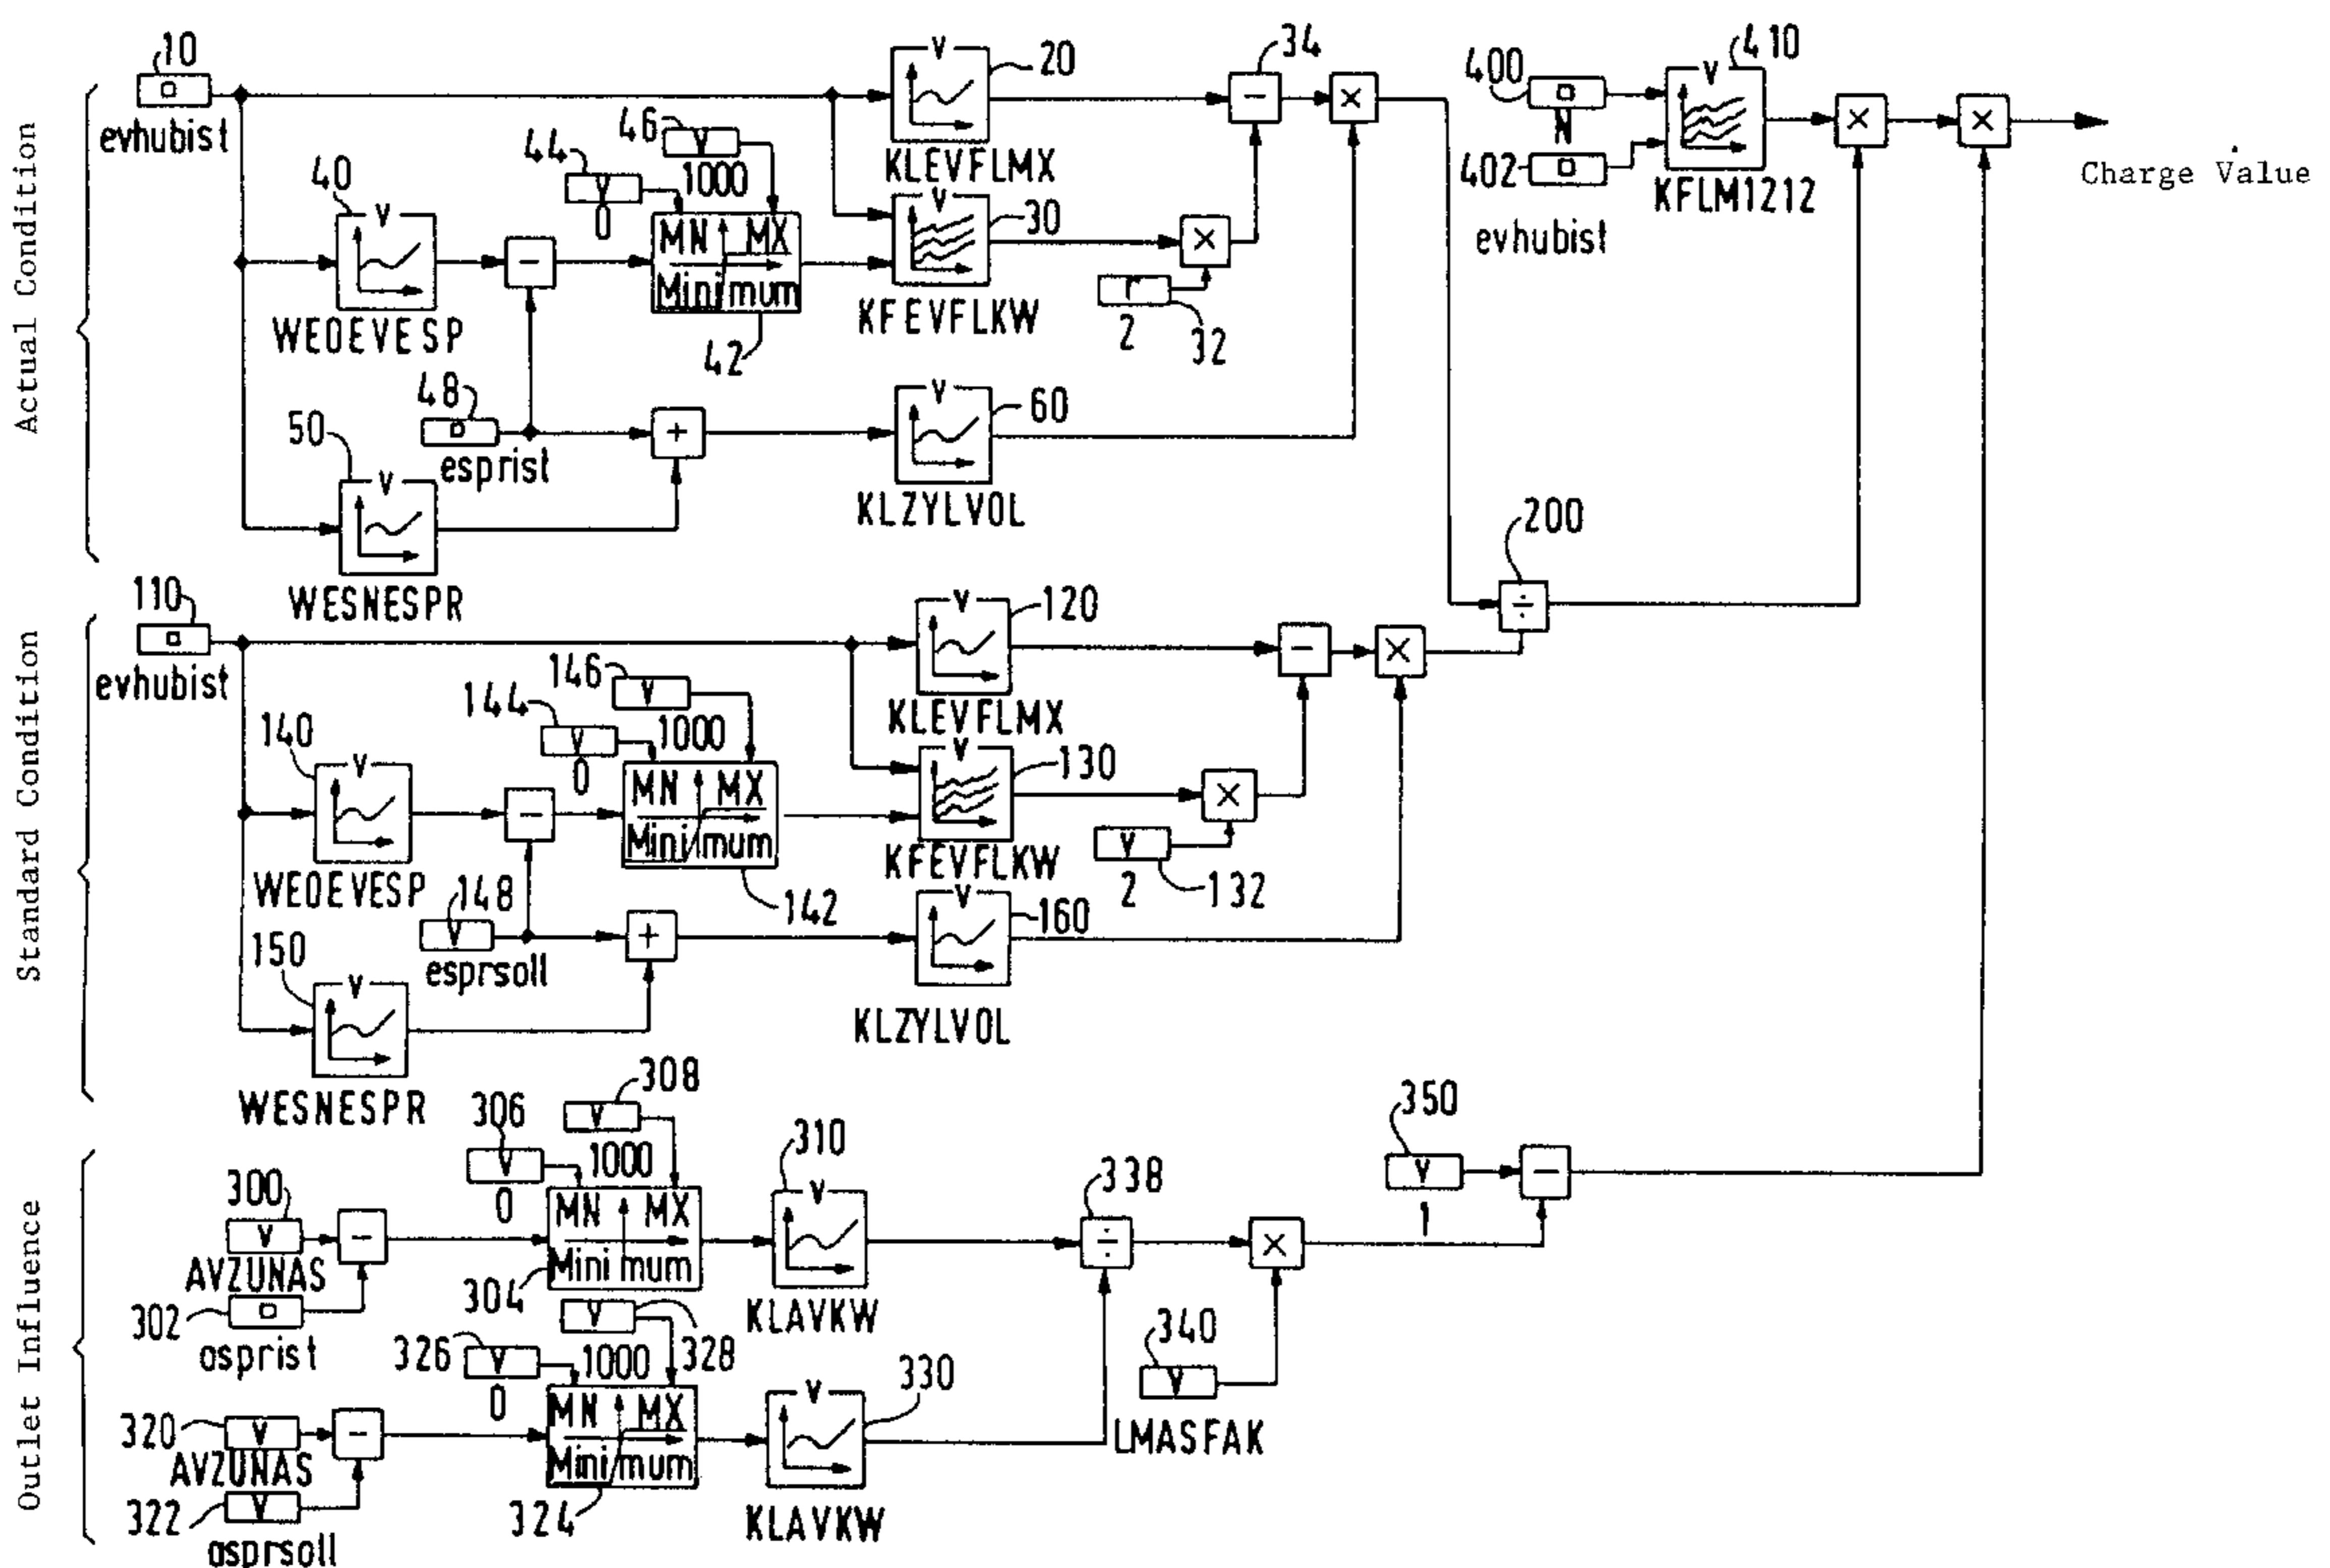 Actual Condition
10
evhubist
20
KLEVFLMX
34
400
N
402
evhubist
410
KFLM1212
Charge Value
40
WEOEVESP
44
V
0
46
V
1000
MN MX
Minimum
42
V
30
KFEVFLKW
2
32
48
esprist
50
V
WESNESPR
V
60
KLZYLVOL
200
Standard Condition
110
evhubist
V
120
KLEVFLMX
140
V
WEOEVESP
144
V
0
146
V
1000
MN MX
Minimum
142
V
130
KFEVFLKW
V
2
132
148
V
esprsoll
150
V
WESNESPR
V
160
KLZYLVOL
Outlet Influence
300
V
AVZUNAS
302
asprist
306
V
0
308
V
1000
MN MX
Minimum
304
310
V
KLAVKW
338
350
V
1
340
V
LMASFAK
320
V
AVZUNAS
322
V
asprsoll
326
V
0
328
V
1000
MN MX
Minimum
324
330
V
KLAVKW